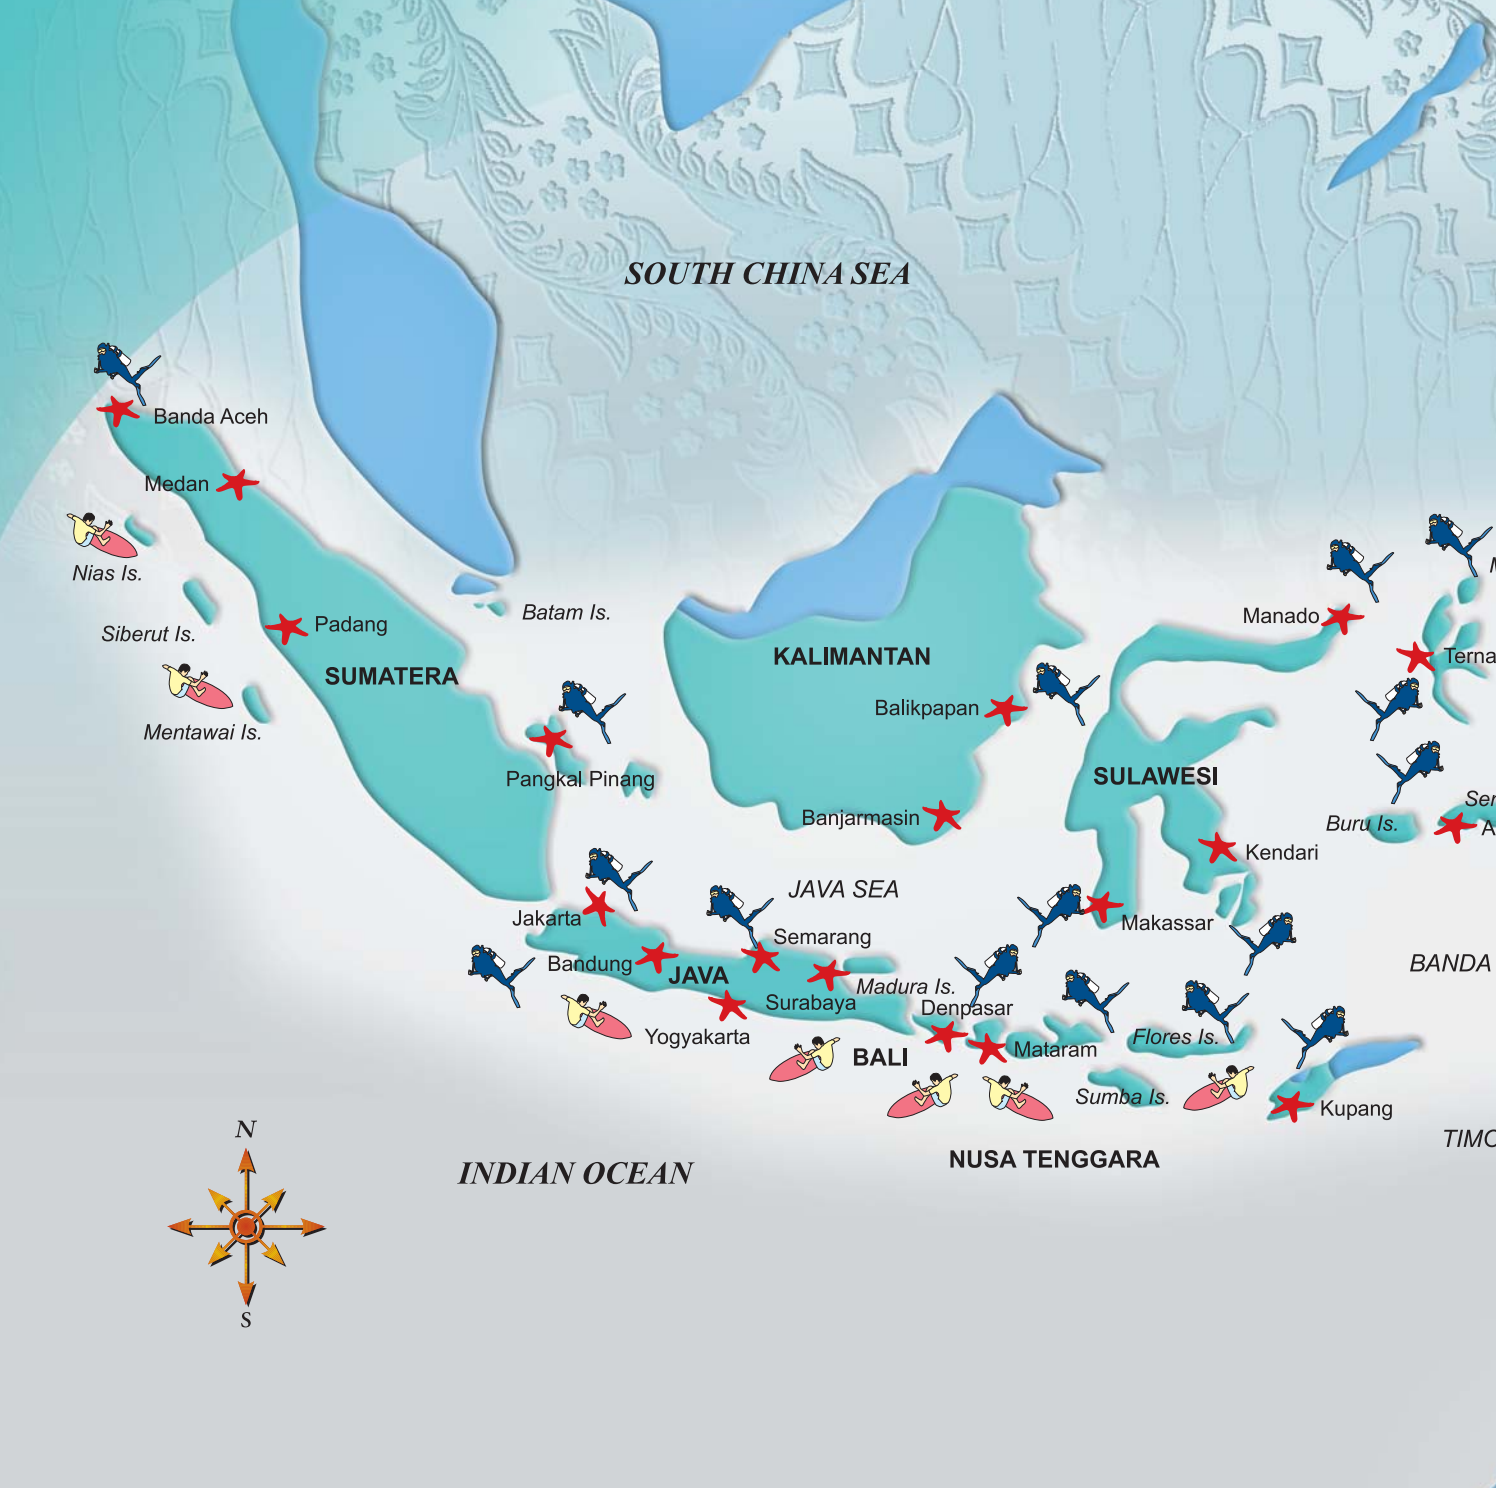 SOUTH CHINA SEA
Banda Aceh
Medan
Nias Is.
Batam Is.
Siberut Is.
Padang
SUMATERA
Mentawai Is.
Pangkal Pinang
KALIMANTAN
Balikpapan
Banjarmasin
Manado
SULAWESI
Buru Is.
Kendari
Makassar
JAVA SEA
Jakarta
Semarang
Bandung
JAVA
Madura Is.
Surabaya
Denpasar
Yogyakarta
BALI
Mataram
Flores Is.
Sumba Is.
Kupang
BANDA
NUSA TENGGARA
INDIAN OCEAN
N
S